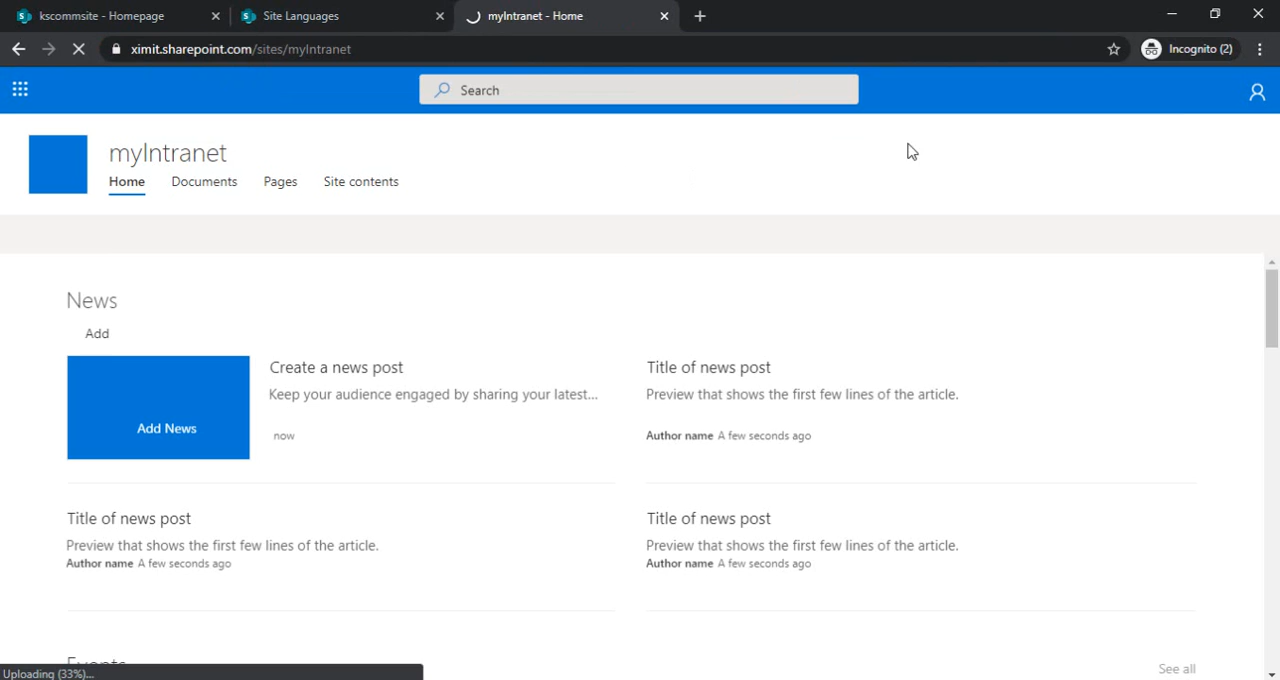 kscommsite - Homepage
Site Languages
myIntranet - Home
ximit.sharepoint.com/sites/myIntranet
Incognito (2)
Search
myIntranet
Home
Documents
Pages
Site contents
News
Add
Add News
Create a news post
Keep your audience engaged by sharing your latest...
now
Title of news post
Preview that shows the first few lines of the article.
Author name A few seconds ago
Title of news post
Preview that shows the first few lines of the article.
Author name A few seconds ago
Title of news post
Preview that shows the first few lines of the article.
Author name A few seconds ago
Events
See all
Uploading (33%)...